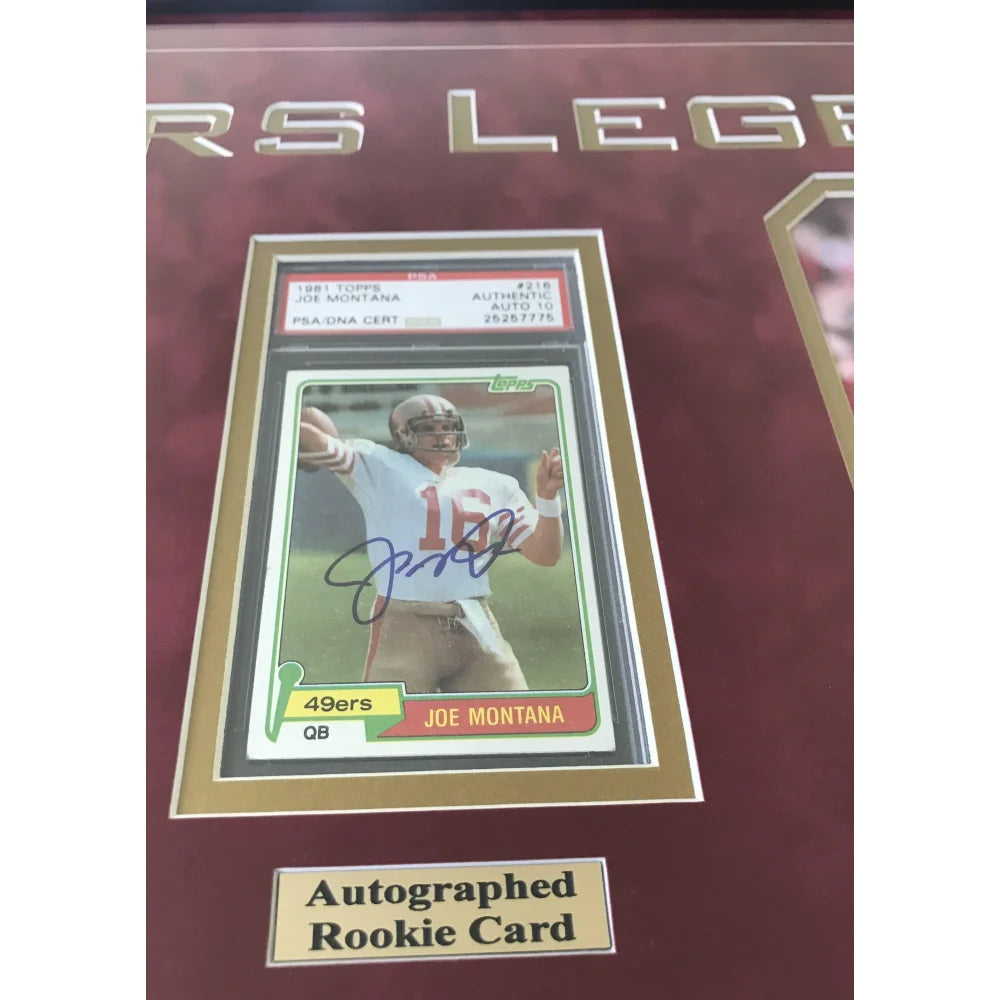 ERS LEGE
PSA
1981 TOPPS #216
JOE MONTANA AUTHENTIC
AUTO 10
PSA/DNA CERT 25257775
Topps
16
49ers
QB
JOE MONTANA
Autographed
Rookie Card